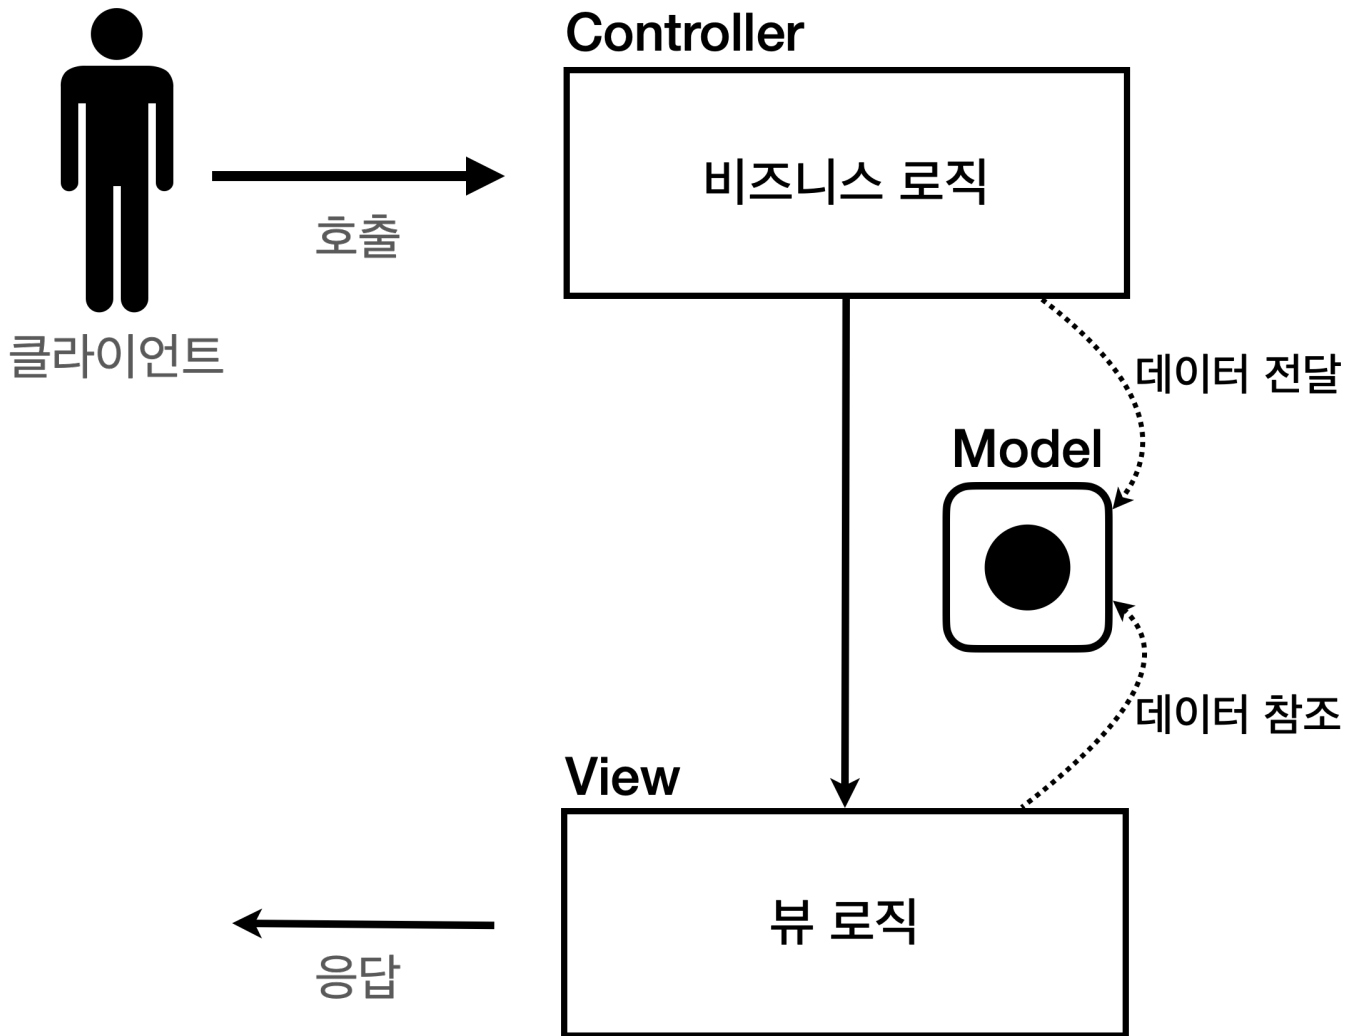 Controller
비즈니스 로직
호출
클라이언트
데이터 전달
Model
데이터 참조
View
뷰 로직
응답